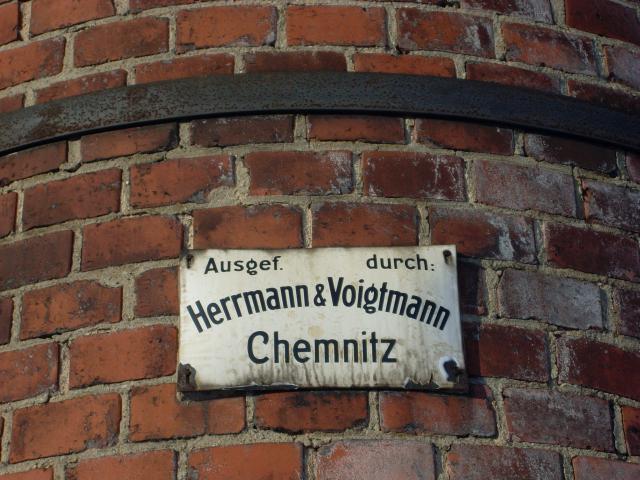 Ausgef. durch:
Herrmann & Voigtmann
Chemnitz